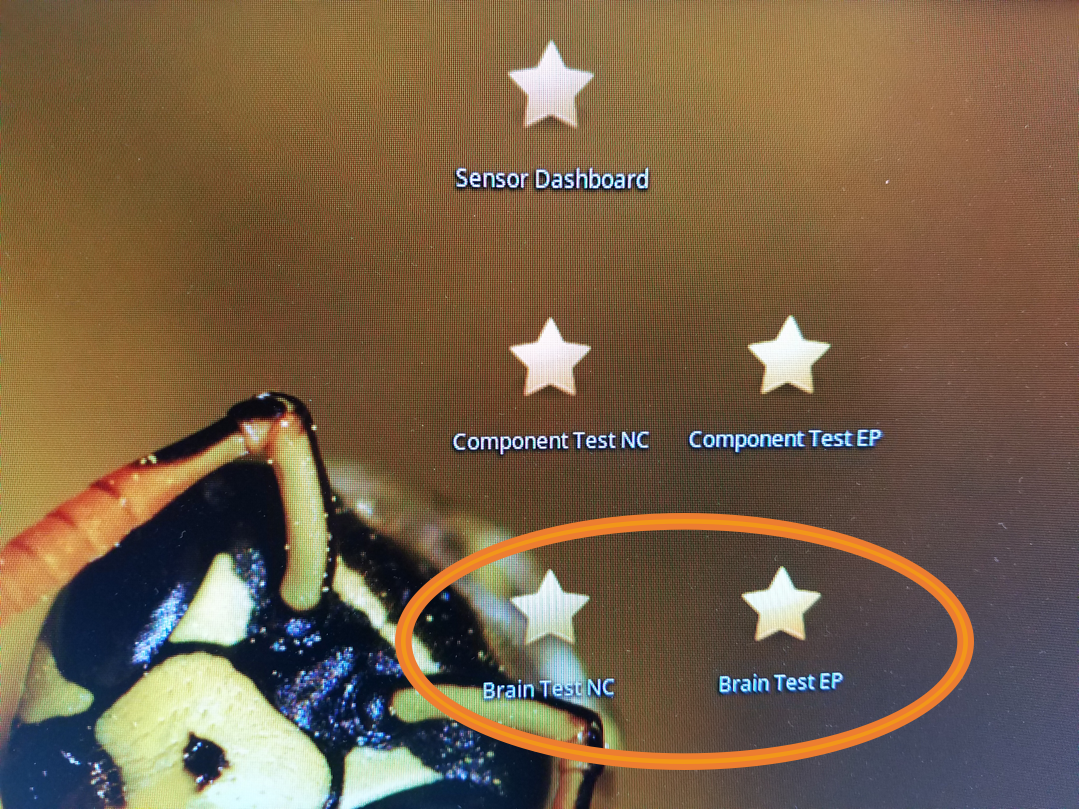 Sensor Dashboard
Component Test NC
Component Test EP
Brain Test NC
Brain Test EP